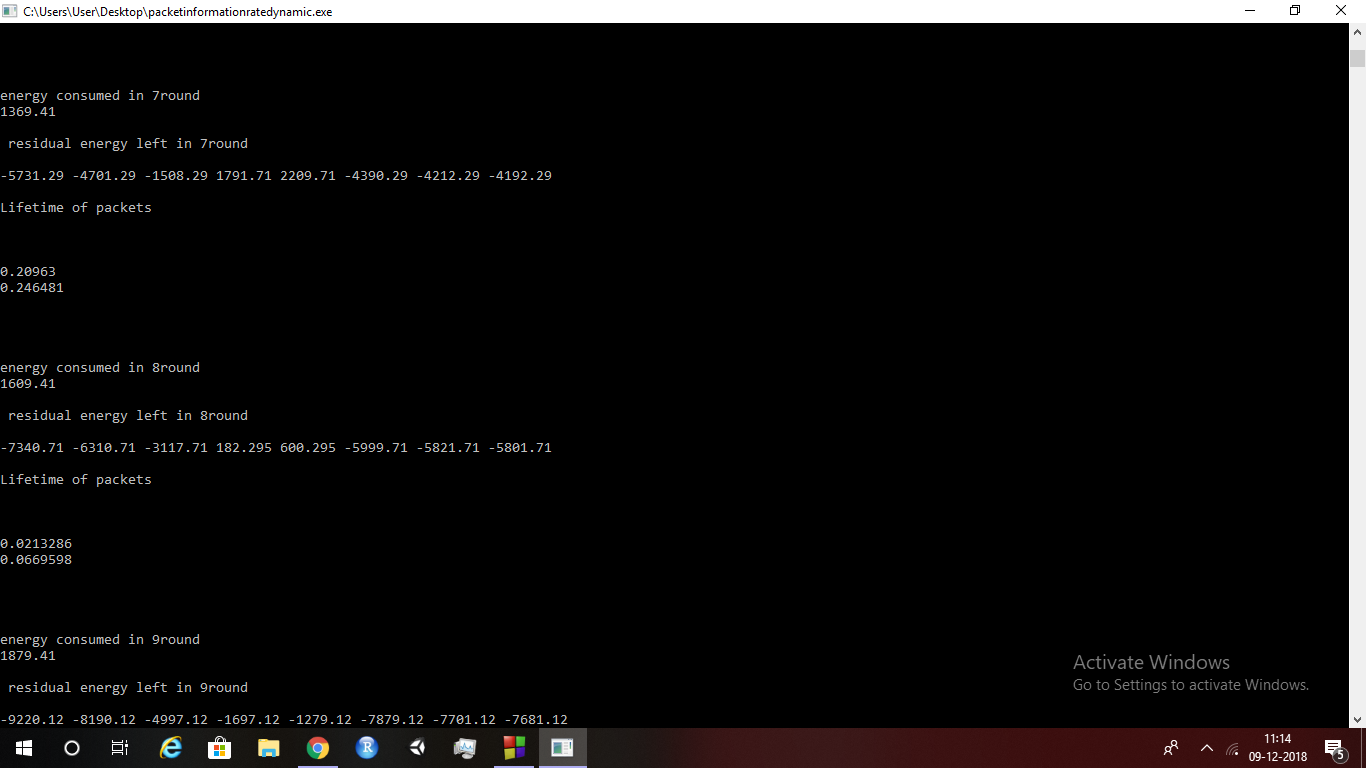 C:\Users\User\Desktop\packetinformationratedynamic.exe
energy consumed in 7round
1369.41
residual energy left in 7round
-5731.29 -4701.29 -1508.29 1791.71 2209.71 -4390.29 -4212.29 -4192.29
Lifetime of packets
0.20963
0.246481
energy consumed in 8round
1609.41
residual energy left in 8round
-7340.71 -6310.71 -3117.71 182.295 600.295 -5999.71 -5821.71 -5801.71
Lifetime of packets
0.0213286
0.0669598
energy consumed in 9round
1879.41
residual energy left in 9round
-9220.12 -8190.12 -4997.12 -1697.12 -1279.12 -7879.12 -7701.12 -7681.12
Activate Windows
Go to Settings to activate Windows.
R
11:14
09-12-2018
5